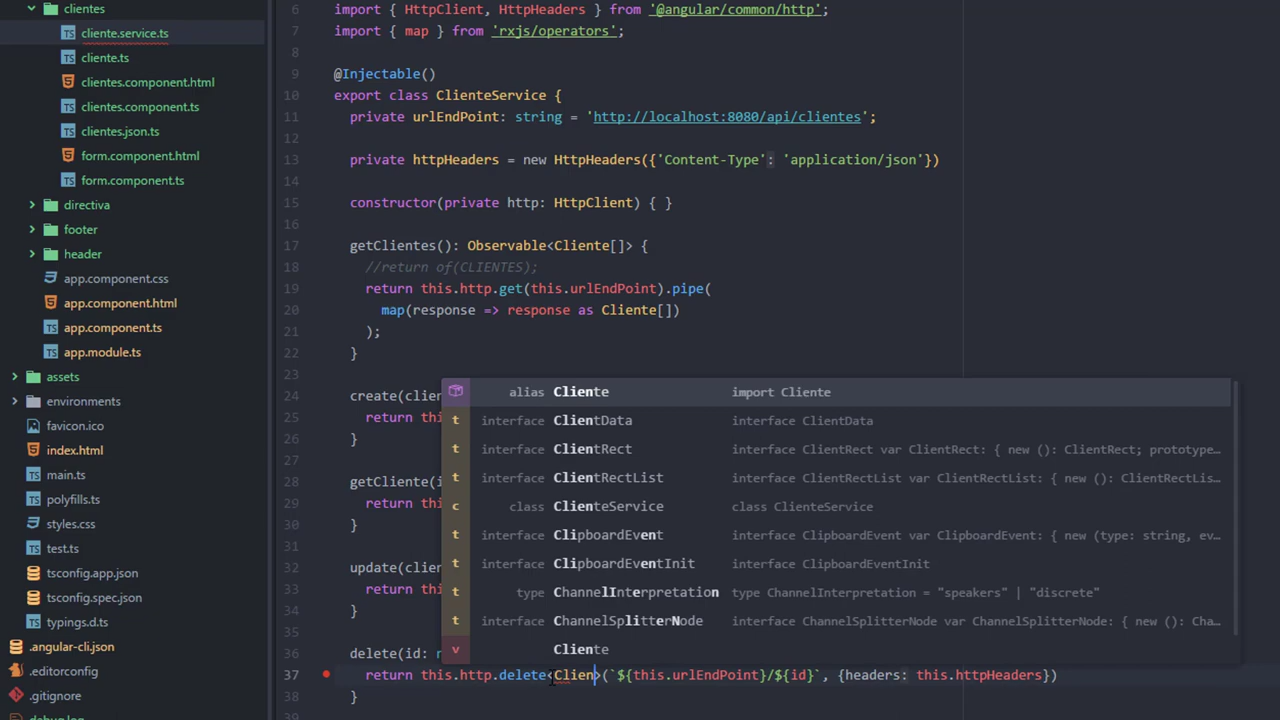 clientes
cliente.service.ts
cliente.ts
clientes.component.html
clientes.component.ts
clientes.json.ts
form.component.html
form.component.ts
directiva
footer
header
app.component.css
app.component.html
app.component.ts
app.module.ts
assets
environments
favicon.ico
index.html
main.ts
polyfills.ts
styles.css
test.ts
tsconfig.app.json
tsconfig.spec.json
typings.d.ts
.angular-cli.json
.editorconfig
.gitignore
debug.log
6 import { HttpClient, HttpHeaders } from '@angular/common/http';
7 import { map } from 'rxjs/operators';
8
9 @Injectable()
10 export class ClienteService {
11 private urlEndPoint: string = 'http://localhost:8080/api/clientes';
12
13 private httpHeaders = new HttpHeaders({'Content-Type': 'application/json'})
14
15 constructor(private http: HttpClient) { }
16
17 getClientes(): Observable<Cliente[]> {
18 //return of(CLIENTES);
19 return this.http.get(this.urlEndPoint).pipe(
20 map(response => response as Cliente[])
21 );
22 }
23
24 create(clien
25 return thi
26 }
27
28 getCliente(i
29 return thi
30 }
31
32 update(clien
33 return thi
34 }
35
36 delete(id: n
37 return this.http.delete<Clien>(`${this.urlEndPoint}/${id}`, {headers: this.httpHeaders})
38 }
39
alias Cliente import Cliente
interface ClientData interface ClientData
interface ClientRect interface ClientRect var ClientRect: { new (): ClientRect; prototype…
interface ClientRectList interface ClientRectList var ClientRectList: { new (): ClientRectLis…
class ClienteService class ClienteService
interface ClipboardEvent interface ClipboardEvent var ClipboardEvent: { new (type: string, ev…
interface ClipboardEventInit interface ClipboardEventInit
type ChannelInterpretation type ChannelInterpretation = "speakers" | "discrete"
interface ChannelSplitterNode interface ChannelSplitterNode var ChannelSplitterNode: { new (): Cha…
Cliente